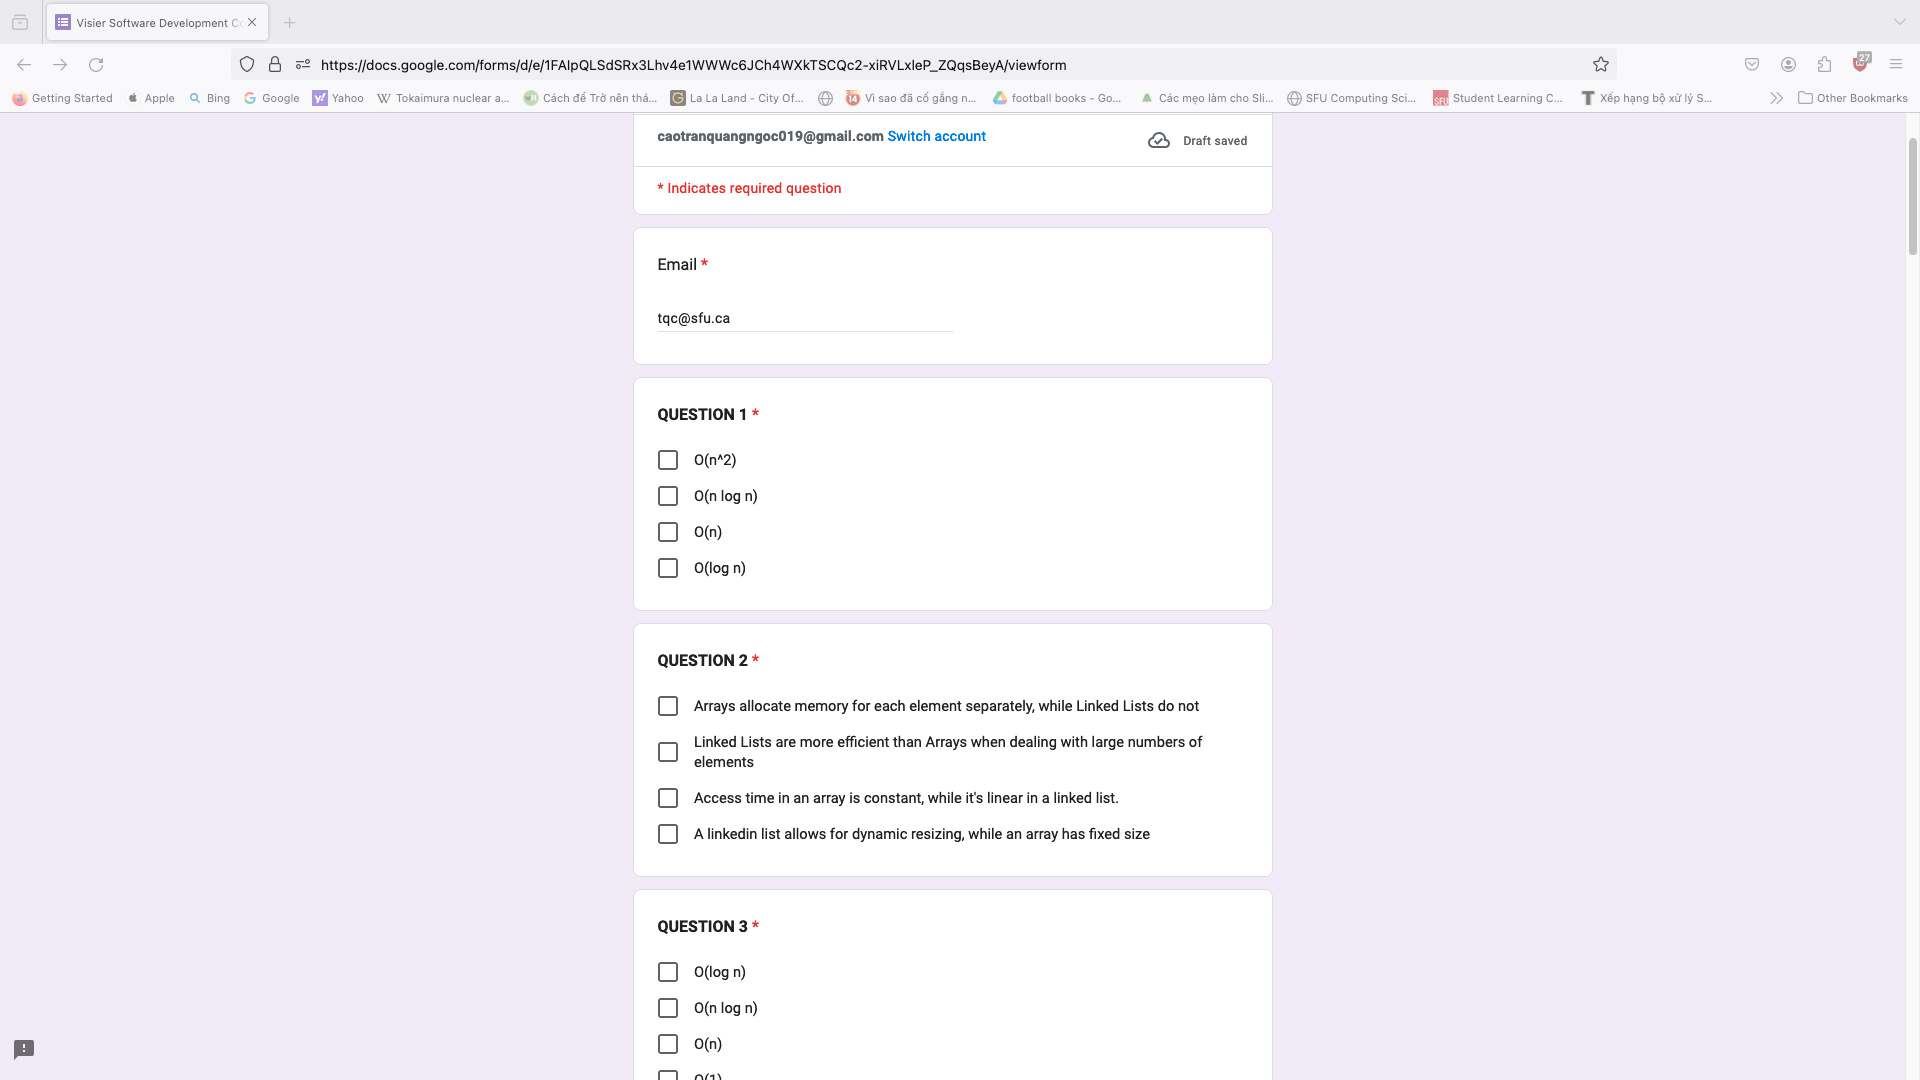 Visier Software Development Co
https://docs.google.com/forms/d/e/1FAIpQLSdSRx3Lhv4e1WWWc6JCh4WXkTSCQc2-xiRVLxleP_ZQqsBeyA/viewform
27
Getting Started
Apple
Bing
Google
Yahoo
Tokaimura nuclear a...
Cách để Trở nên thá...
La La Land - City Of...
Vì sao đã cố gắng n...
football books - Go...
Các mẹo làm cho Sli...
SFU Computing Sci...
Student Learning C...
Xếp hạng bộ xử lý S...
Other Bookmarks
caotranquangngoc019@gmail.com Switch account
Draft saved
* Indicates required question
Email *
tqc@sfu.ca
QUESTION 1 *
O(n^2)
O(n log n)
O(n)
O(log n)
QUESTION 2 *
Arrays allocate memory for each element separately, while Linked Lists do not
Linked Lists are more efficient than Arrays when dealing with large numbers of
elements
Access time in an array is constant, while it's linear in a linked list.
A linkedin list allows for dynamic resizing, while an array has fixed size
QUESTION 3 *
O(log n)
O(n log n)
O(n)
O(1)